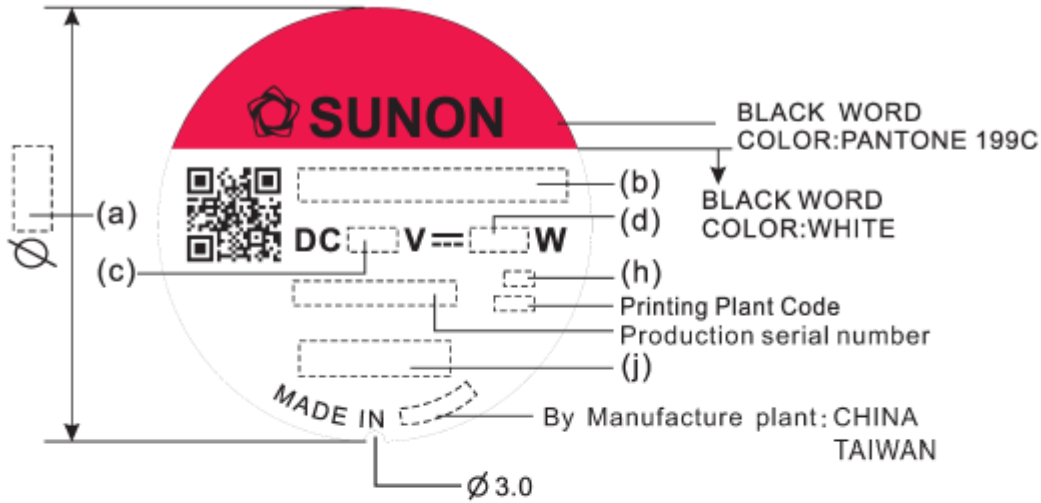 SUNON
BLACK WORD
COLOR:PANTONE 199C
(b)
BLACK WORD
COLOR:WHITE
(a)
DC V W
(d)
(c)
(h)
Printing Plant Code
Production serial number
(j)
MADE IN
By Manufacture plant: CHINA
TAIWAN
Ø
Ø 3.0